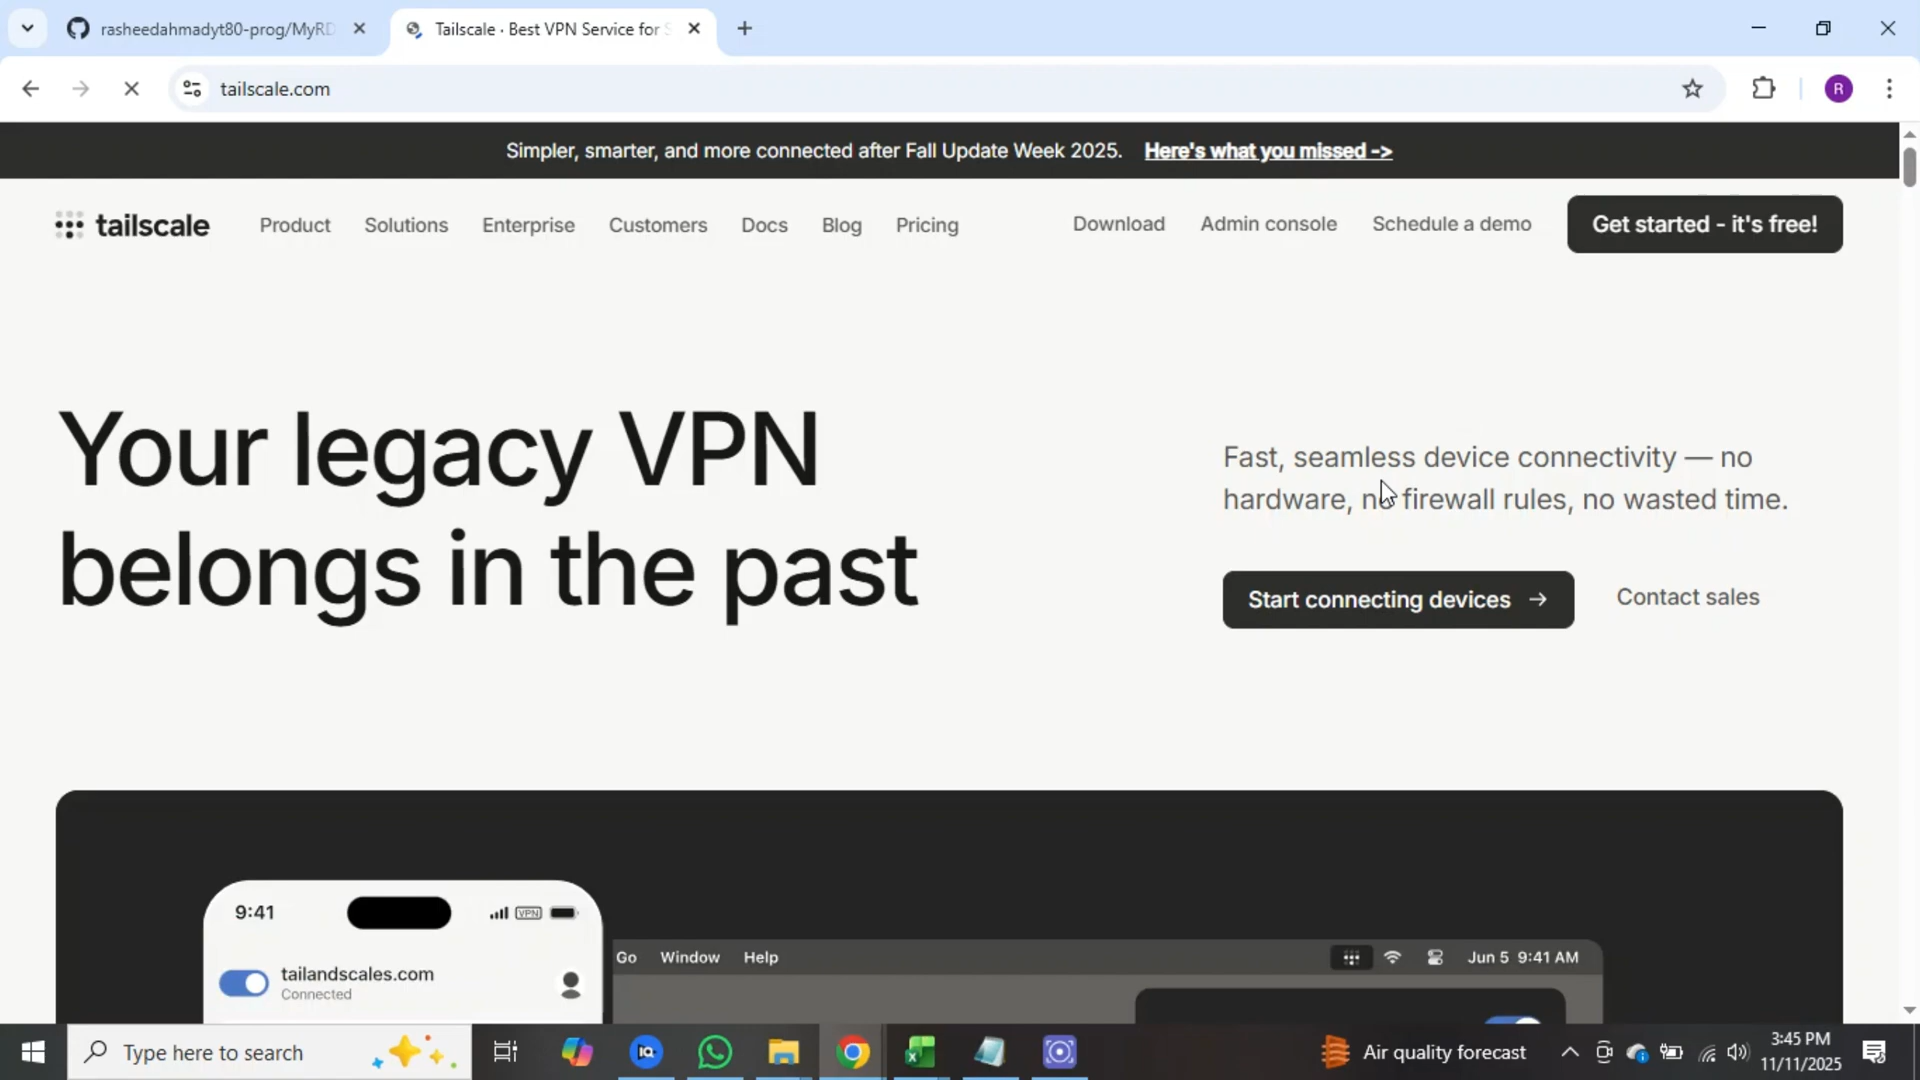 rasheedahmadyt80-prog/MyRD
Tailscale · Best VPN Service for S
tailscale.com
R
Simpler, smarter, and more connected after Fall Update Week 2025. Here's what you missed ->
tailscale Product Solutions Enterprise Customers Docs Blog Pricing Download Admin console Schedule a demo Get started - it's free!
Your legacy VPN
belongs in the past
Fast, seamless device connectivity — no
hardware, no firewall rules, no wasted time.
Start connecting devices → Contact sales
9:41 VPN
tailandscales.com
Connected
Go Window Help Jun 5 9:41 AM
Type here to search
Air quality forecast
3:45 PM
11/11/2025